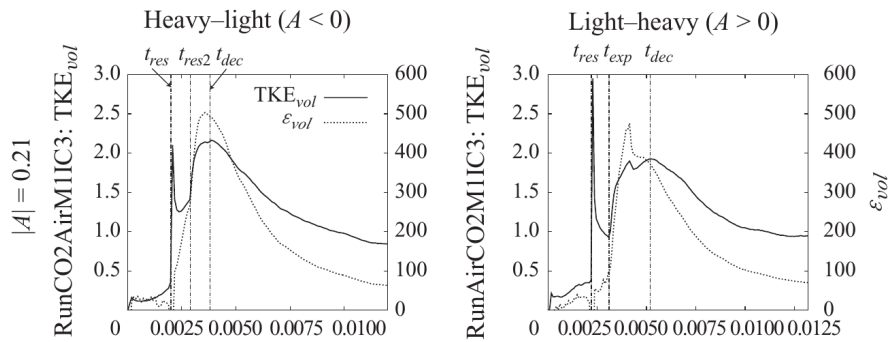 Heavy–light (A < 0)
Light–heavy (A > 0)
t_res t_res2 t_dec
t_res t_exp t_dec
|A| = 0.21
RunCO2AirM1IC3: TKE_vol
3.0
2.5
2.0
1.5
1.0
0.5
TKE_vol
ε_vol
600
500
400
300
200
100
0
0 0.0025 0.0050 0.0075 0.0100
RunAirCO2M1IC3: TKE_vol
3.0
2.5
2.0
1.5
1.0
0.5
600
500
400
300
200
100
0
ε_vol
0 0.0025 0.0050 0.0075 0.0100 0.0125